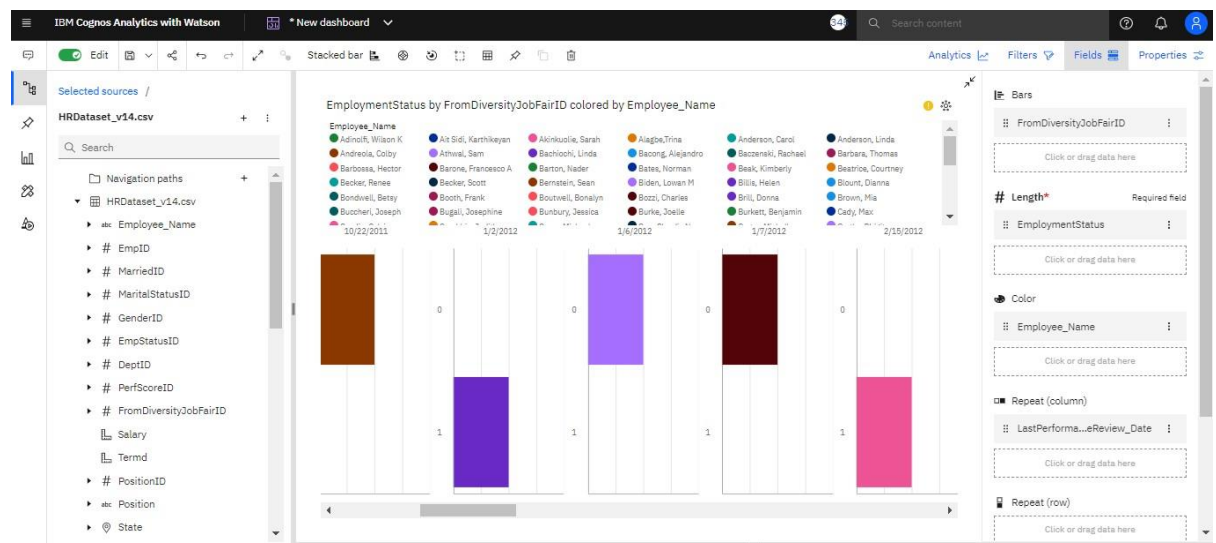 IBM Cognos Analytics with Watson
* New dashboard
Search content
Edit
Stacked bar
Analytics
Filters
Fields
Properties
Selected sources /
HRDataset_v14.csv
Search
Navigation paths
HRDataset_v14.csv
abc Employee_Name
# EmpID
# MarriedID
# MaritalStatusID
# GenderID
# EmpStatusID
# DeptID
# PerfScoreID
# FromDiversityJobFairID
Salary
Termd
# PositionID
abc Position
State
EmploymentStatus by FromDiversityJobFairID colored by Employee_Name
Employee_Name
Adinolfi, Wilson K Ait Sidi, Karthikeyan Akinkuolie, Sarah Alagbe,Trina Anderson, Carol Anderson, Linda
Andreola, Colby Athwal, Sam Bachiochi, Linda Bacong, Alejandro Baczenski, Rachael Barbara, Thomas
Barbossa, Hector Barone, Francesco A Barton, Nader Bates, Norman Beak, Kimberly Beatrice, Courtney
Becker, Renee Becker, Scott Bernstein, Sean Biden, Lowan M Billis, Helen Blount, Dianna
Bondwell, Betsy Booth, Frank Boutwell, Bonalyn Bozzi, Charles Brill, Donna Brown, Mia
Buccheri, Joseph Bugali, Josephine Bunbury, Jessica Burke, Joelle Burkett, Benjamin Cady, Max
10/22/2011 1/2/2012 1/6/2012 1/7/2012 2/15/2012
0 0 0 0
1 1 1 1
Bars
FromDiversityJobFairID
Click or drag data here
# Length* Required field
EmploymentStatus
Click or drag data here
Color
Employee_Name
Click or drag data here
Repeat (column)
LastPerforma...eReview_Date
Click or drag data here
Repeat (row)
Click or drag data here